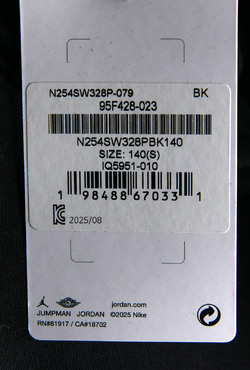 N254SW328P-079 BK
95F428-023
N254SW328PBK140
SIZE: 140(S)
IQ5951-010
1 98488 67033 1
2025/08
jordan.com
JUMPMAN JORDAN ©2025 Nike
RN#81917 / CA#18702